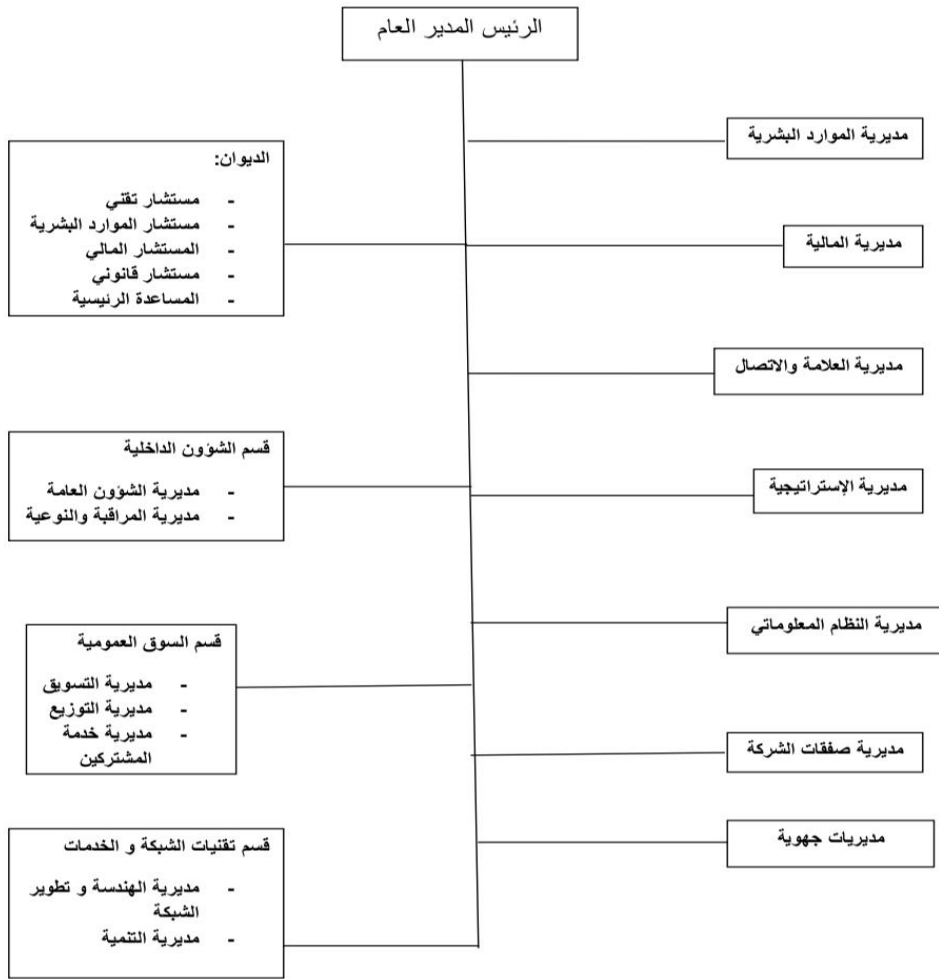 الرئيس المدير العام
مديرية الموارد البشرية
الديوان:
- مستشار تقني
- مستشار الموارد البشرية
- المستشار المالي
- مستشار قانوني
- المساعدة الرئيسية
مديرية المالية
مديرية العلامة والاتصال
قسم الشؤون الداخلية
- مديرية الشؤون العامة
- مديرية المراقبة والنوعية
مديرية الإستراتيجية
مديرية النظام المعلوماتي
قسم السوق العمومية
- مديرية التسويق
- مديرية التوزيع
- مديرية خدمة
المشتركين
مديرية صفقات الشركة
مديريات جهوية
قسم تقنيات الشبكة و الخدمات
- مديرية الهندسة و تطوير
الشبكة
- مديرية التنمية